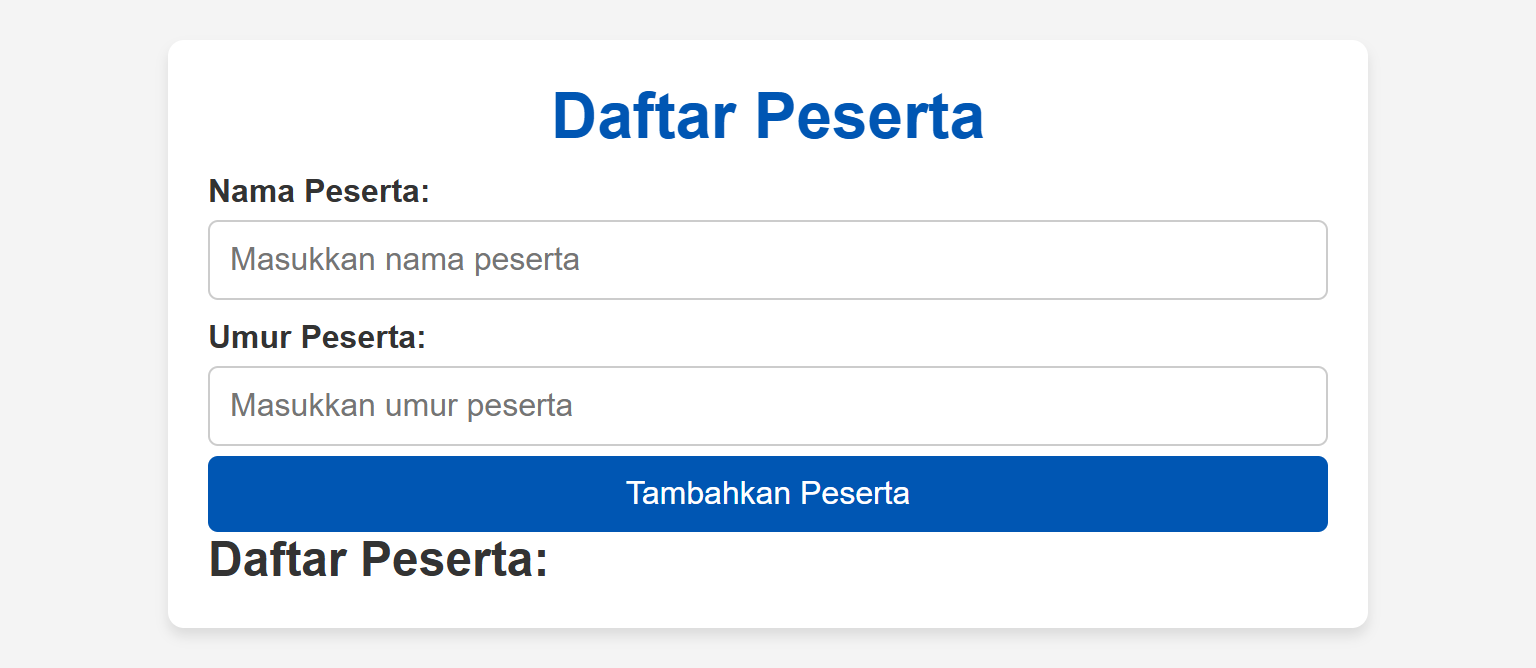 Daftar Peserta
Nama Peserta:
Masukkan nama peserta
Umur Peserta:
Masukkan umur peserta
Tambahkan Peserta
Daftar Peserta: